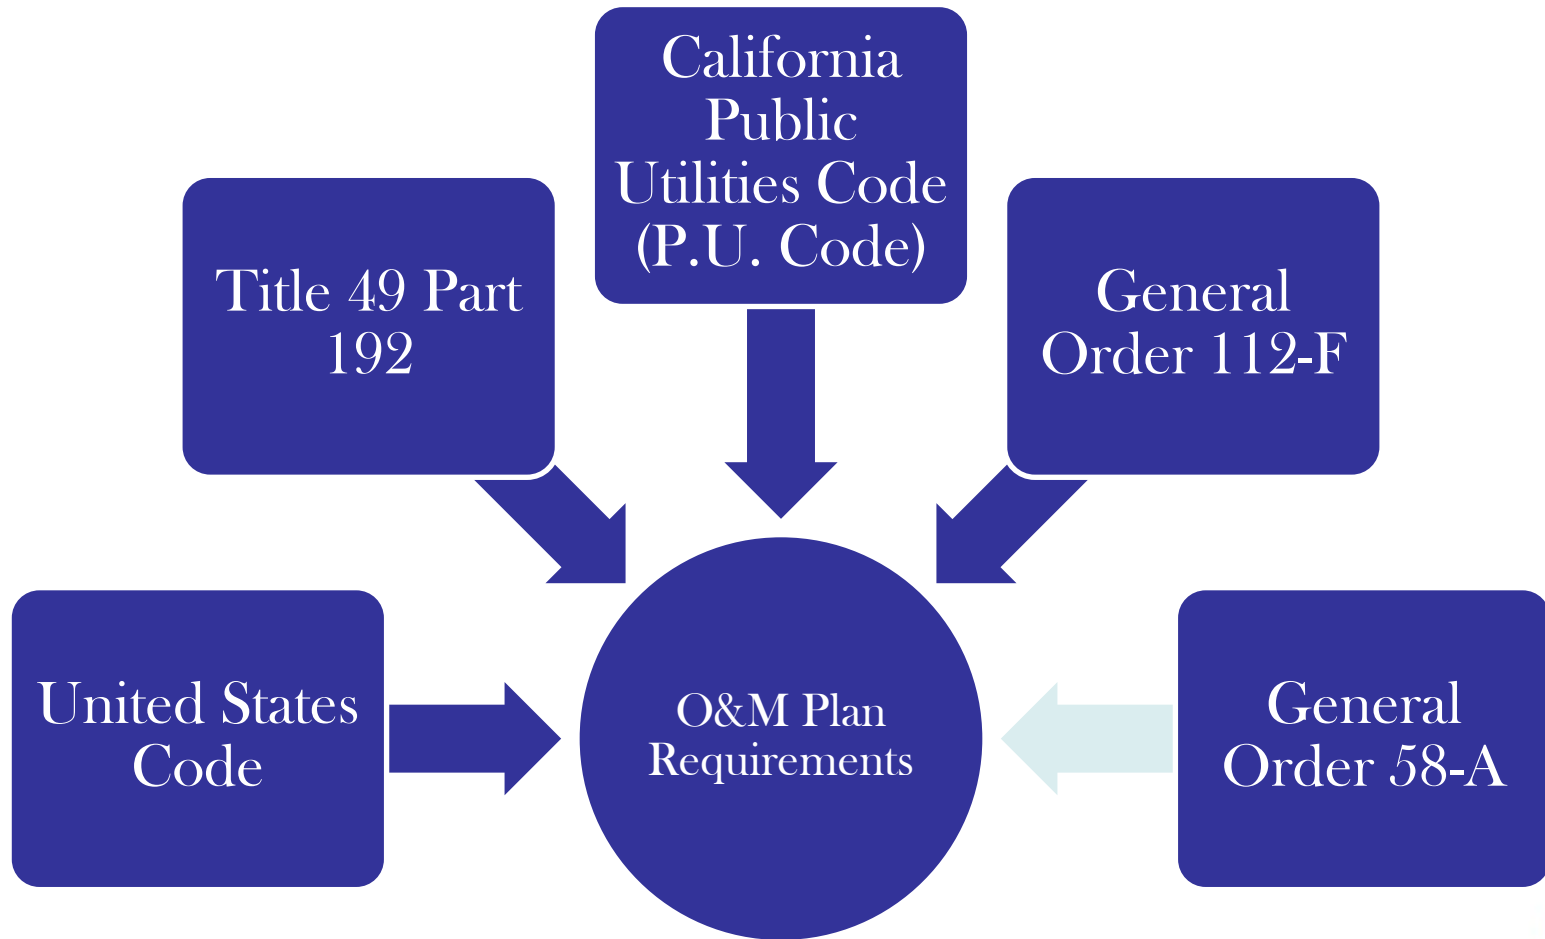 California
Public
Utilities Code
(P.U. Code)
Title 49 Part
192
General
Order 112-F
United States
Code
O&M Plan
Requirements
General
Order 58-A